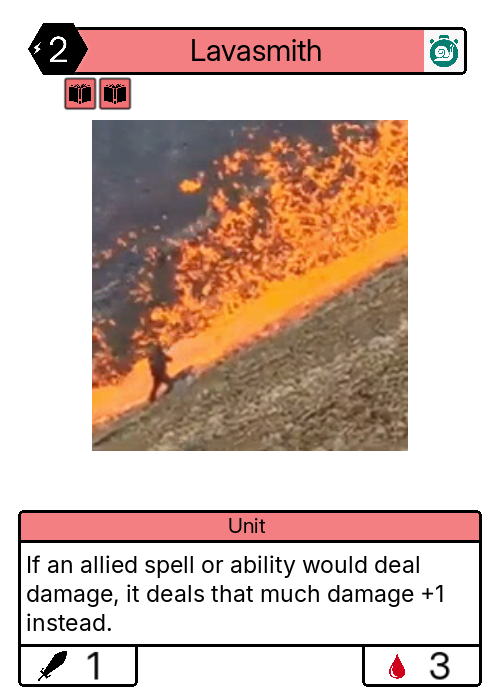 2
Lavasmith
Unit
If an allied spell or ability would deal
damage, it deals that much damage +1
instead.
1
3